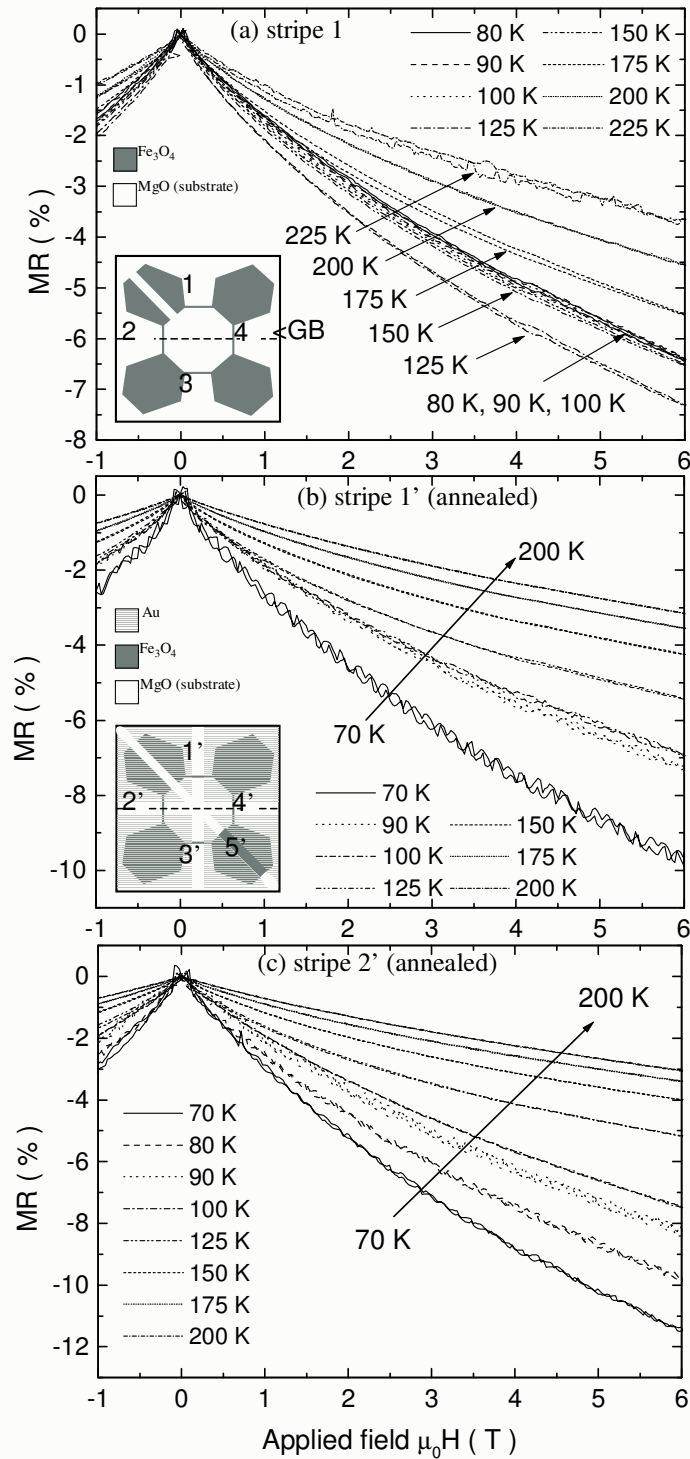 (a) stripe 1
80 K
90 K
100 K
125 K
150 K
175 K
200 K
225 K
Fe₃O₄
MgO (substrate)
1
2
3
4
<GB
225 K
200 K
175 K
150 K
125 K
80 K, 90 K, 100 K
MR ( % )
0
-1
-2
-3
-4
-5
-6
-7
-8
-1 0 1 2 3 4 5 6
(b) stripe 1' (annealed)
200 K
70 K
Au
Fe₃O₄
MgO (substrate)
1'
2'
3'
4'
5'
70 K
90 K
100 K
125 K
150 K
175 K
200 K
MR ( % )
0
-2
-4
-6
-8
-10
-1 0 1 2 3 4 5 6
(c) stripe 2' (annealed)
200 K
70 K
70 K
80 K
90 K
100 K
125 K
150 K
175 K
200 K
MR ( % )
0
-2
-4
-6
-8
-10
-12
-1 0 1 2 3 4 5 6
Applied field μ₀H ( T )